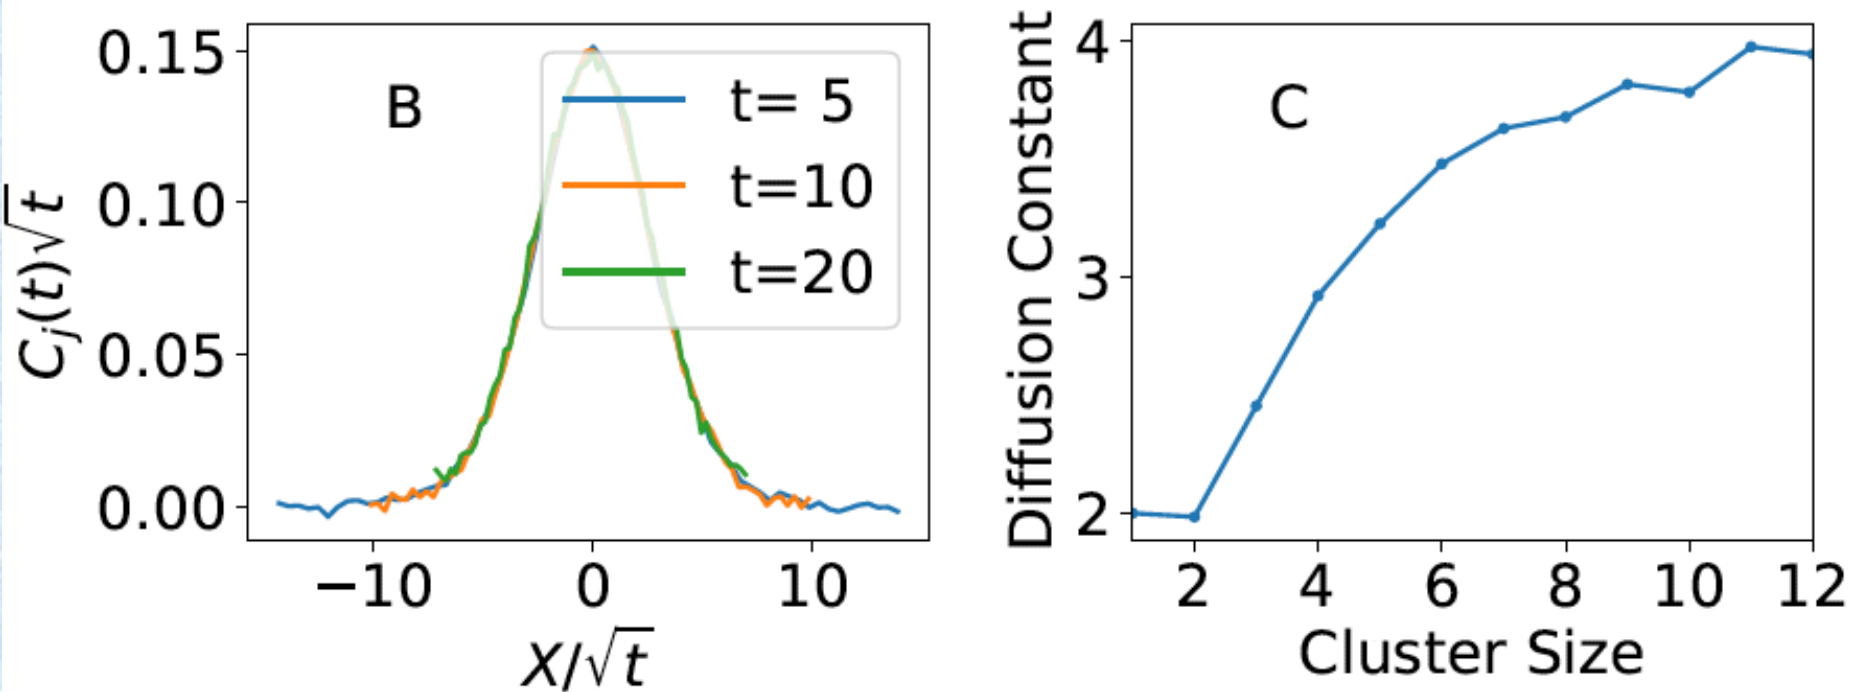 B
t= 5
t=10
t=20
0.15
0.10
0.05
0.00
−10 0 10
X/√t
C_j(t)√t
C
4
3
2
2 4 6 8 10 12
Cluster Size
Diffusion Constant